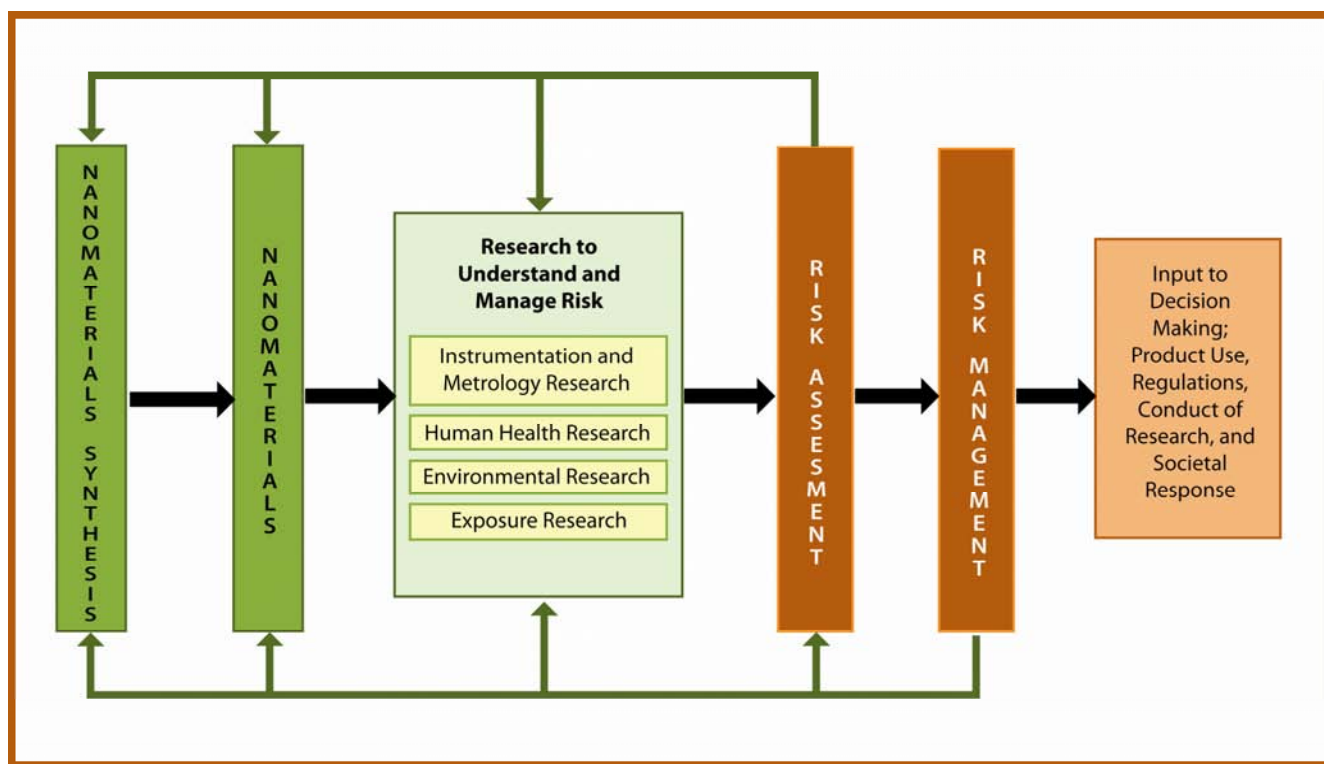 NANOMATERIALS SYNTHESIS
NANOMATERIALS
Research to
Understand and
Manage Risk
Instrumentation and
Metrology Research
Human Health Research
Environmental Research
Exposure Research
RISK ASSESMENT
RISK MANAGEMENT
Input to
Decision
Making;
Product Use,
Regulations,
Conduct of
Research, and
Societal
Response